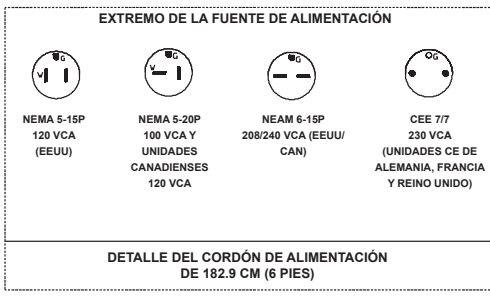 EXTREMO DE LA FUENTE DE ALIMENTACIÓN
G
W
G
W
G
G
NEMA 5-15P
120 VCA
(EEUU)
NEMA 5-20P
100 VCA Y
UNIDADES
CANADIENSES
120 VCA
NEAM 6-15P
208/240 VCA (EEUU/
CAN)
CEE 7/7
230 VCA
(UNIDADES CE DE
ALEMANIA, FRANCIA
Y REINO UNIDO)
DETALLE DEL CORDÓN DE ALIMENTACIÓN
DE 182.9 CM (6 PIES)